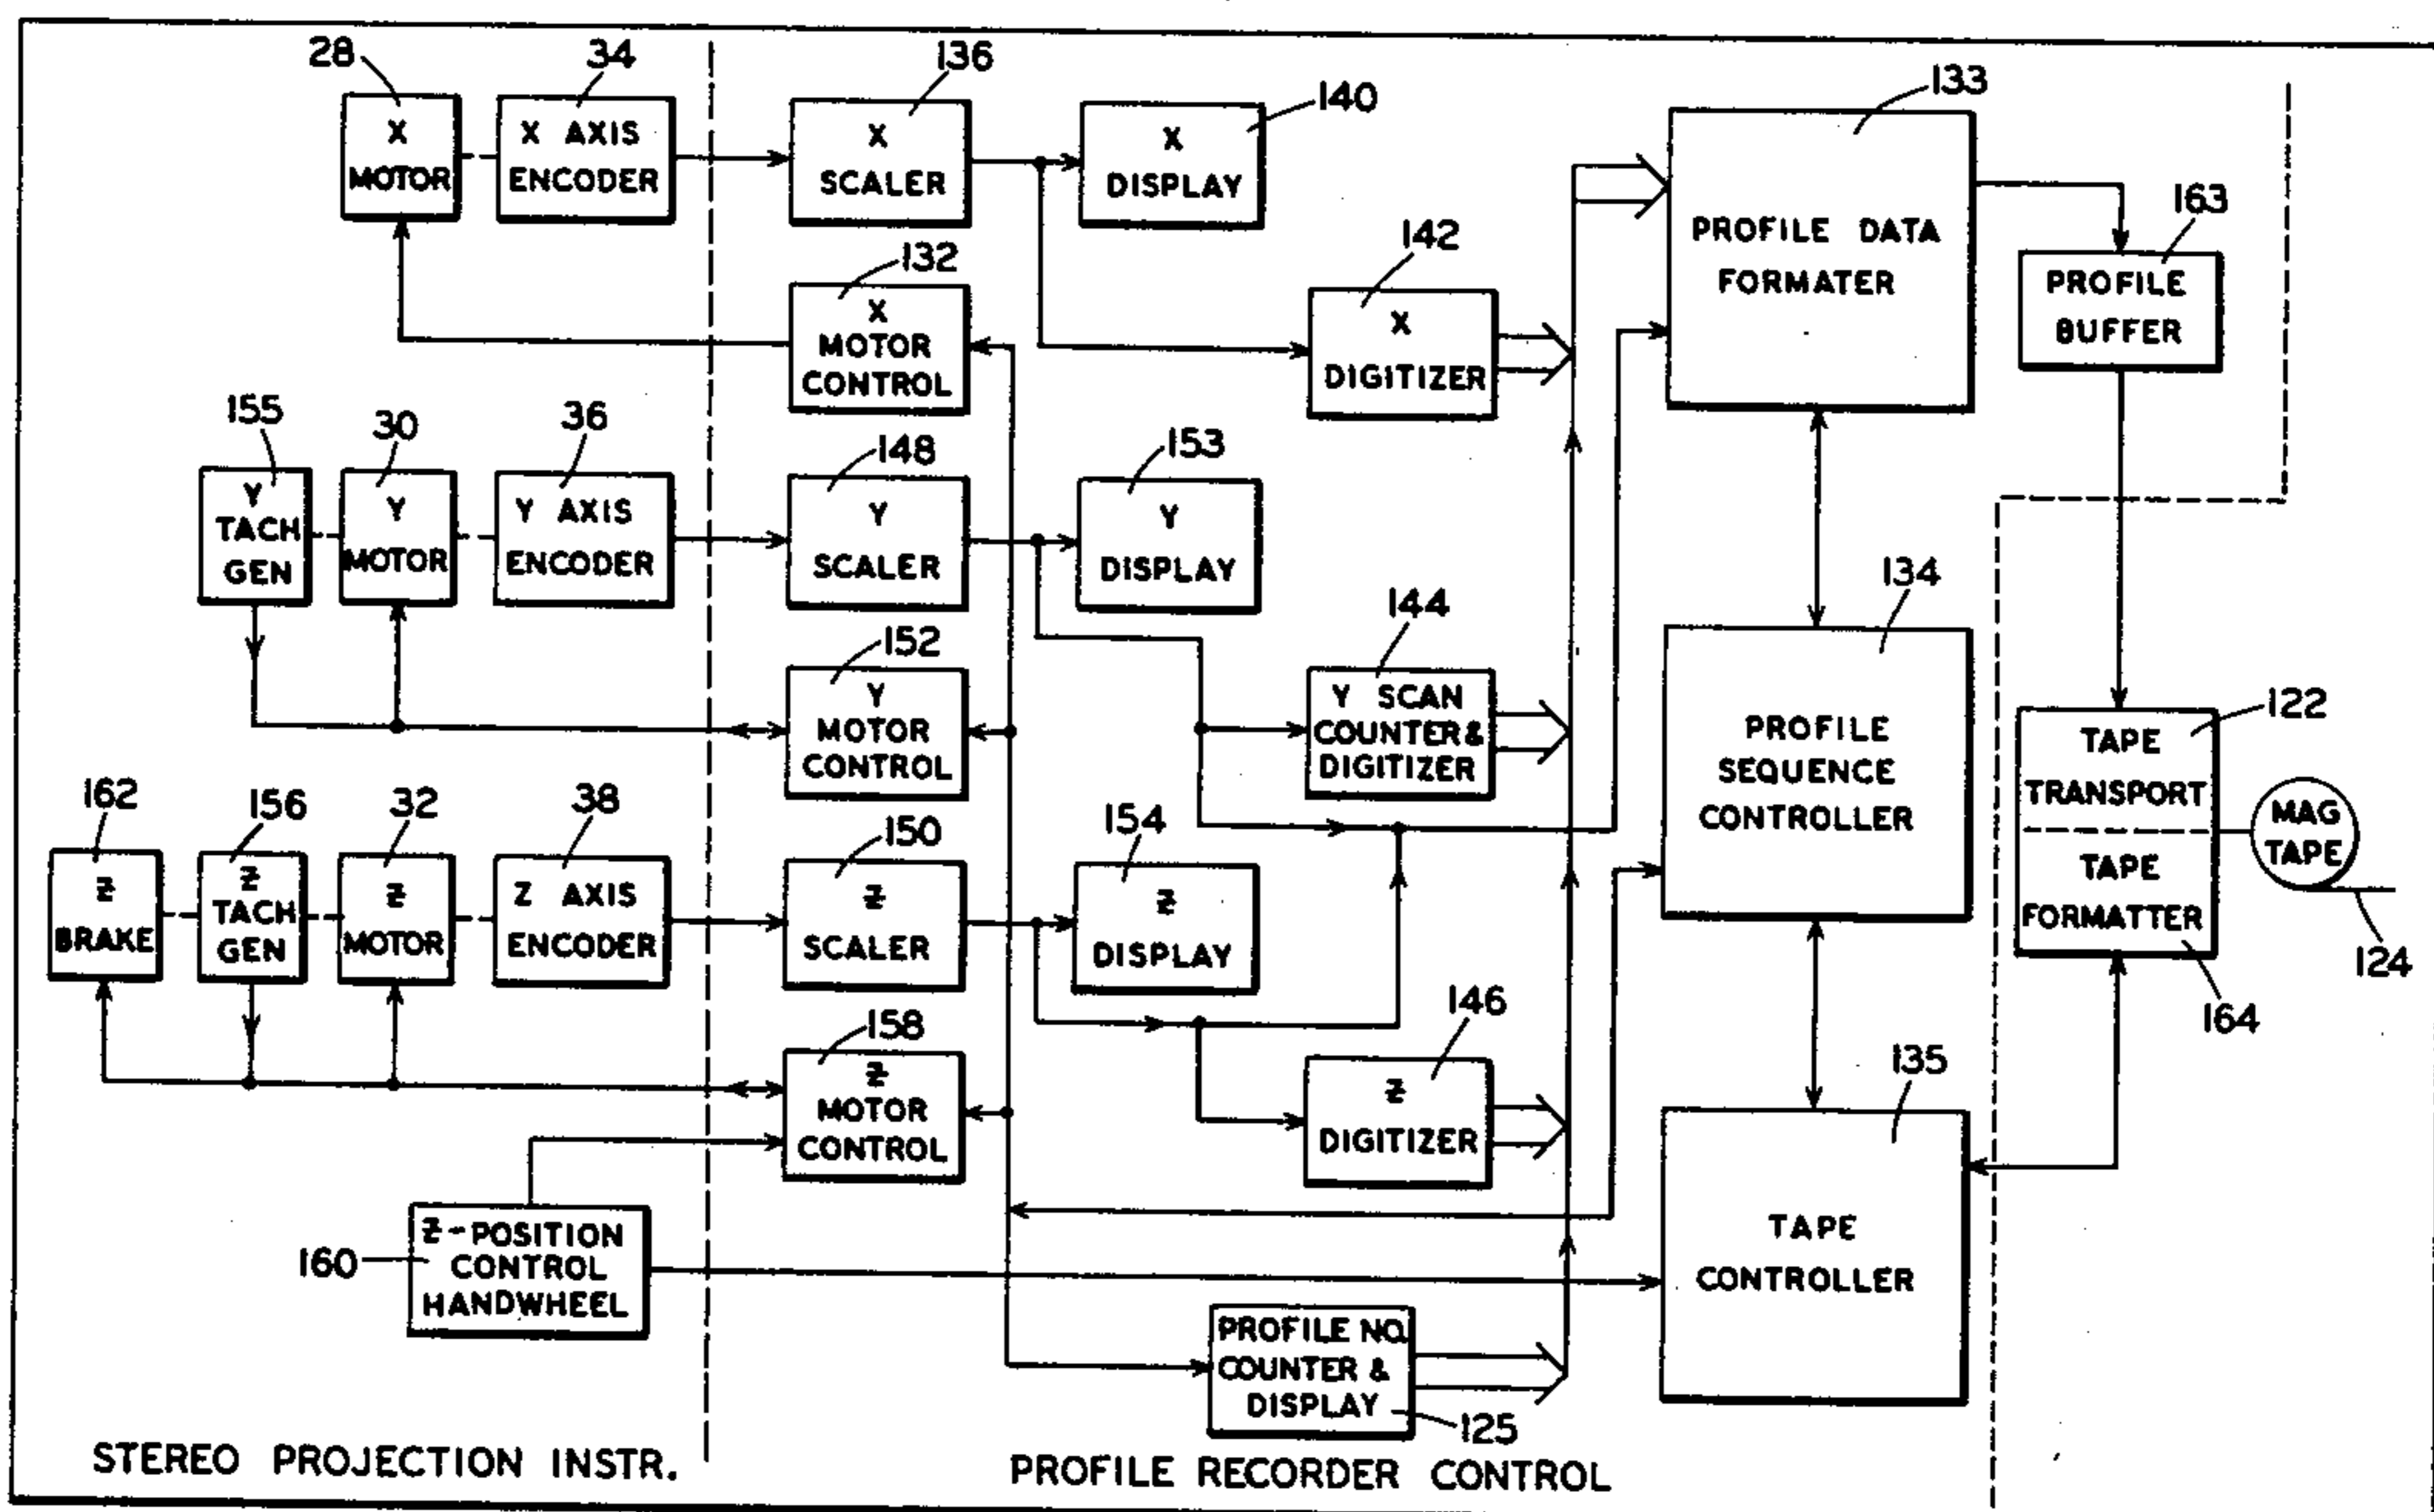 28
34
136
140
133
X
MOTOR
X AXIS
ENCODER
X
SCALER
X
DISPLAY
163
132
142
PROFILE DATA
FORMATER
PROFILE
BUFFER
X
MOTOR
CONTROL
X
DIGITIZER
155
30
36
148
153
Y
TACH
GEN
Y
MOTOR
Y AXIS
ENCODER
Y
SCALER
Y
DISPLAY
134
144
152
Y
MOTOR
CONTROL
Y SCAN
COUNTER &
DIGITIZER
PROFILE
SEQUENCE
CONTROLLER
122
TAPE
TRANSPORT
TAPE
FORMATTER
MAG
TAPE
124
164
162
156
32
38
150
154
Z
BRAKE
Z
TACH
GEN
Z
MOTOR
Z AXIS
ENCODER
Z
SCALER
Z
DISPLAY
158
146
135
Z
MOTOR
CONTROL
Z
DIGITIZER
160
Z-POSITION
CONTROL
HANDWHEEL
TAPE
CONTROLLER
PROFILE NO.
COUNTER &
DISPLAY
125
STEREO PROJECTION INSTR.
PROFILE RECORDER CONTROL